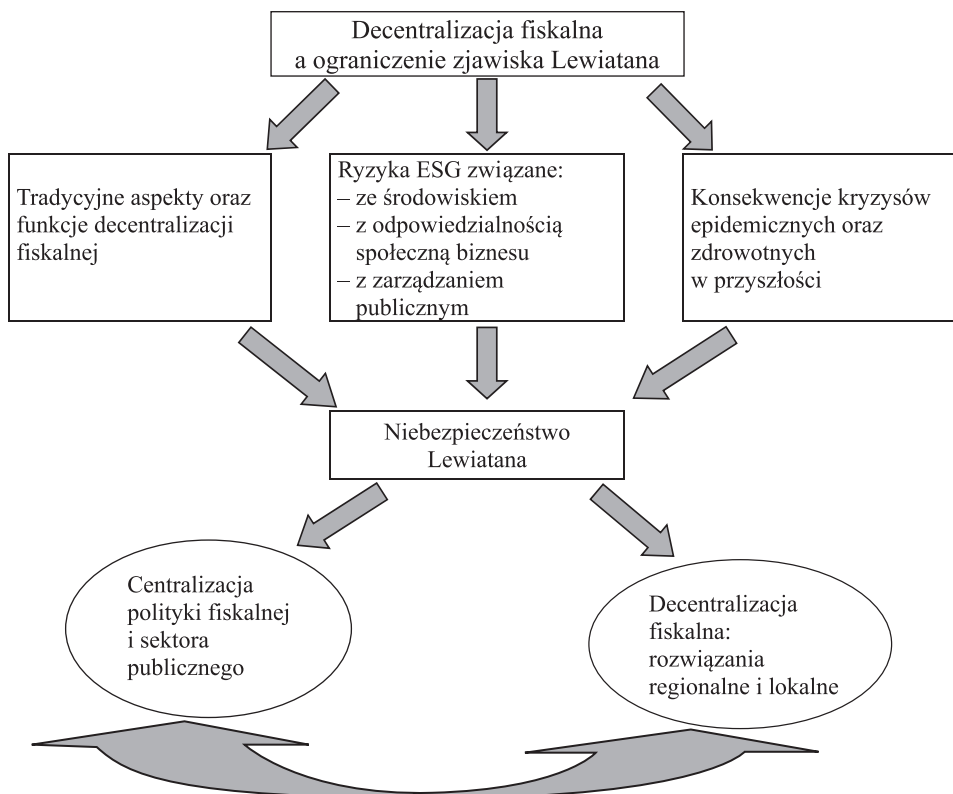 Decentralizacja fiskalna
a ograniczenie zjawiska Lewiatana
Tradycyjne aspekty oraz
funkcje decentralizacji
fiskalnej
Ryzyka ESG związane:
– ze środowiskiem
– z odpowiedzialnością
społeczną biznesu
– z zarządzaniem
publicznym
Konsekwencje kryzysów
epidemicznych oraz
zdrowotnych
w przyszłości
Niebezpieczeństwo
Lewiatana
Centralizacja
polityki fiskalnej
i sektora
publicznego
Decentralizacja
fiskalna:
rozwiązania
regionalne i lokalne